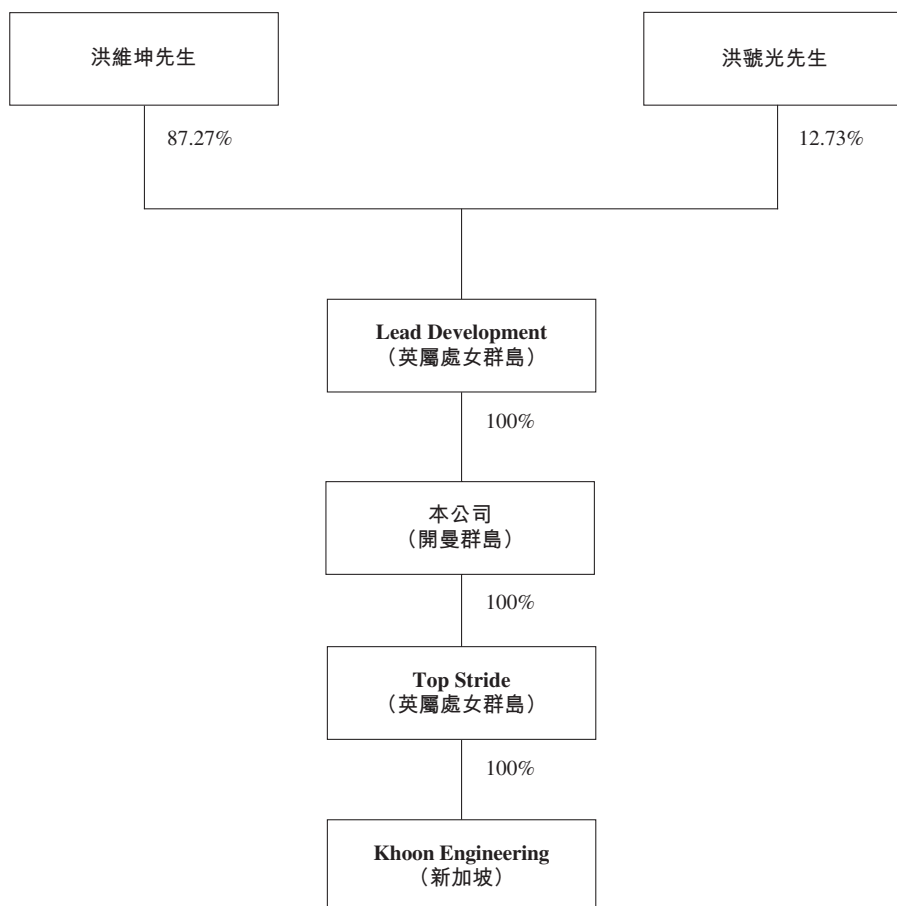 洪維坤先生
洪虢光先生
87.27%
12.73%
Lead Development
（英屬處女群島）
100%
本公司
（開曼群島）
100%
Top Stride
（英屬處女群島）
100%
Khoon Engineering
（新加坡）